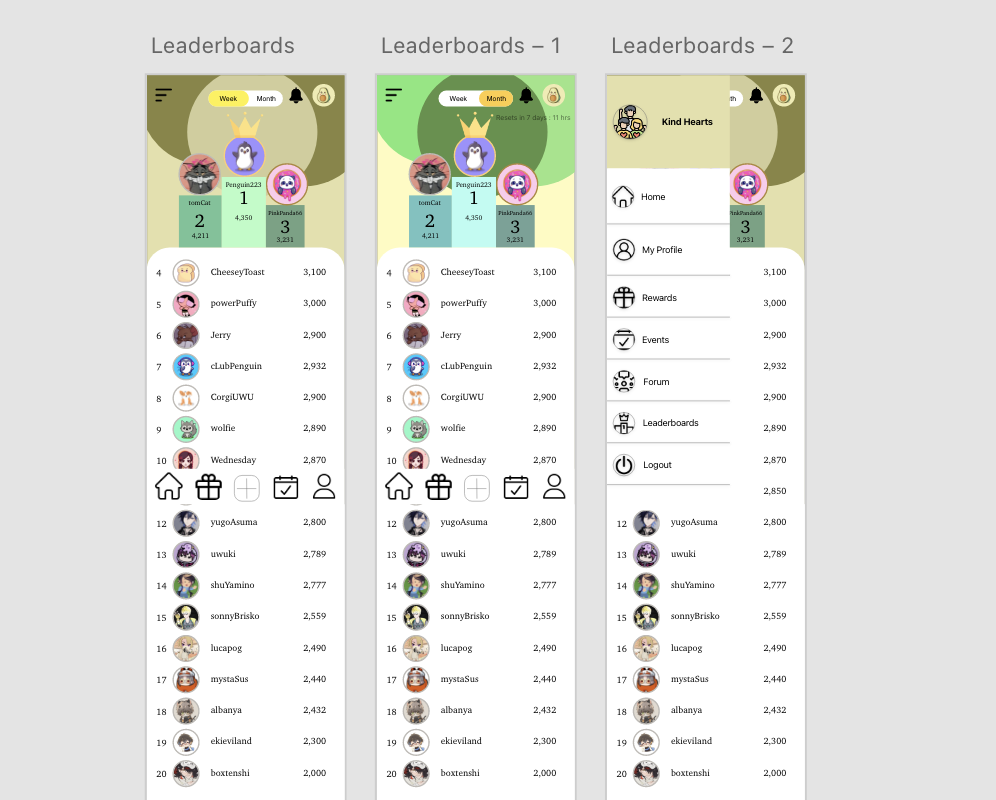 Leaderboards
Week Month
Penguin223
1
4,350
tomCat
2
4,211
PinkPanda66
3
3,231
4 CheeseyToast 3,100
5 powerPuffy 3,000
6 Jerry 2,900
7 cLubPenguin 2,932
8 CorgiUWU 2,900
9 wolfie 2,890
10 Wednesday 2,870
12 yugoAsuma 2,800
13 uwuki 2,789
14 shuYamino 2,777
15 sonnyBrisko 2,559
16 lucapog 2,490
17 mystaSus 2,440
18 albanya 2,432
19 ekieviland 2,300
20 boxtenshi 2,000
Leaderboards – 1
Week Month
Resets in 7 days : 11 hrs
Penguin223
1
4,350
tomCat
2
4,211
PinkPanda66
3
3,231
4 CheeseyToast 3,100
5 powerPuffy 3,000
6 Jerry 2,900
7 cLubPenguin 2,932
8 CorgiUWU 2,900
9 wolfie 2,890
10 Wednesday 2,870
12 yugoAsuma 2,800
13 uwuki 2,789
14 shuYamino 2,777
15 sonnyBrisko 2,559
16 lucapog 2,490
17 mystaSus 2,440
18 albanya 2,432
19 ekieviland 2,300
20 boxtenshi 2,000
Leaderboards – 2
Kind Hearts
Home
My Profile
Rewards
Events
Forum
Leaderboards
Logout
nth
PinkPanda66
3
3,231
3,100
3,000
2,900
2,932
2,900
2,890
2,870
2,850
12 yugoAsuma 2,800
13 uwuki 2,789
14 shuYamino 2,777
15 sonnyBrisko 2,559
16 lucapog 2,490
17 mystaSus 2,440
18 albanya 2,432
19 ekieviland 2,300
20 boxtenshi 2,000